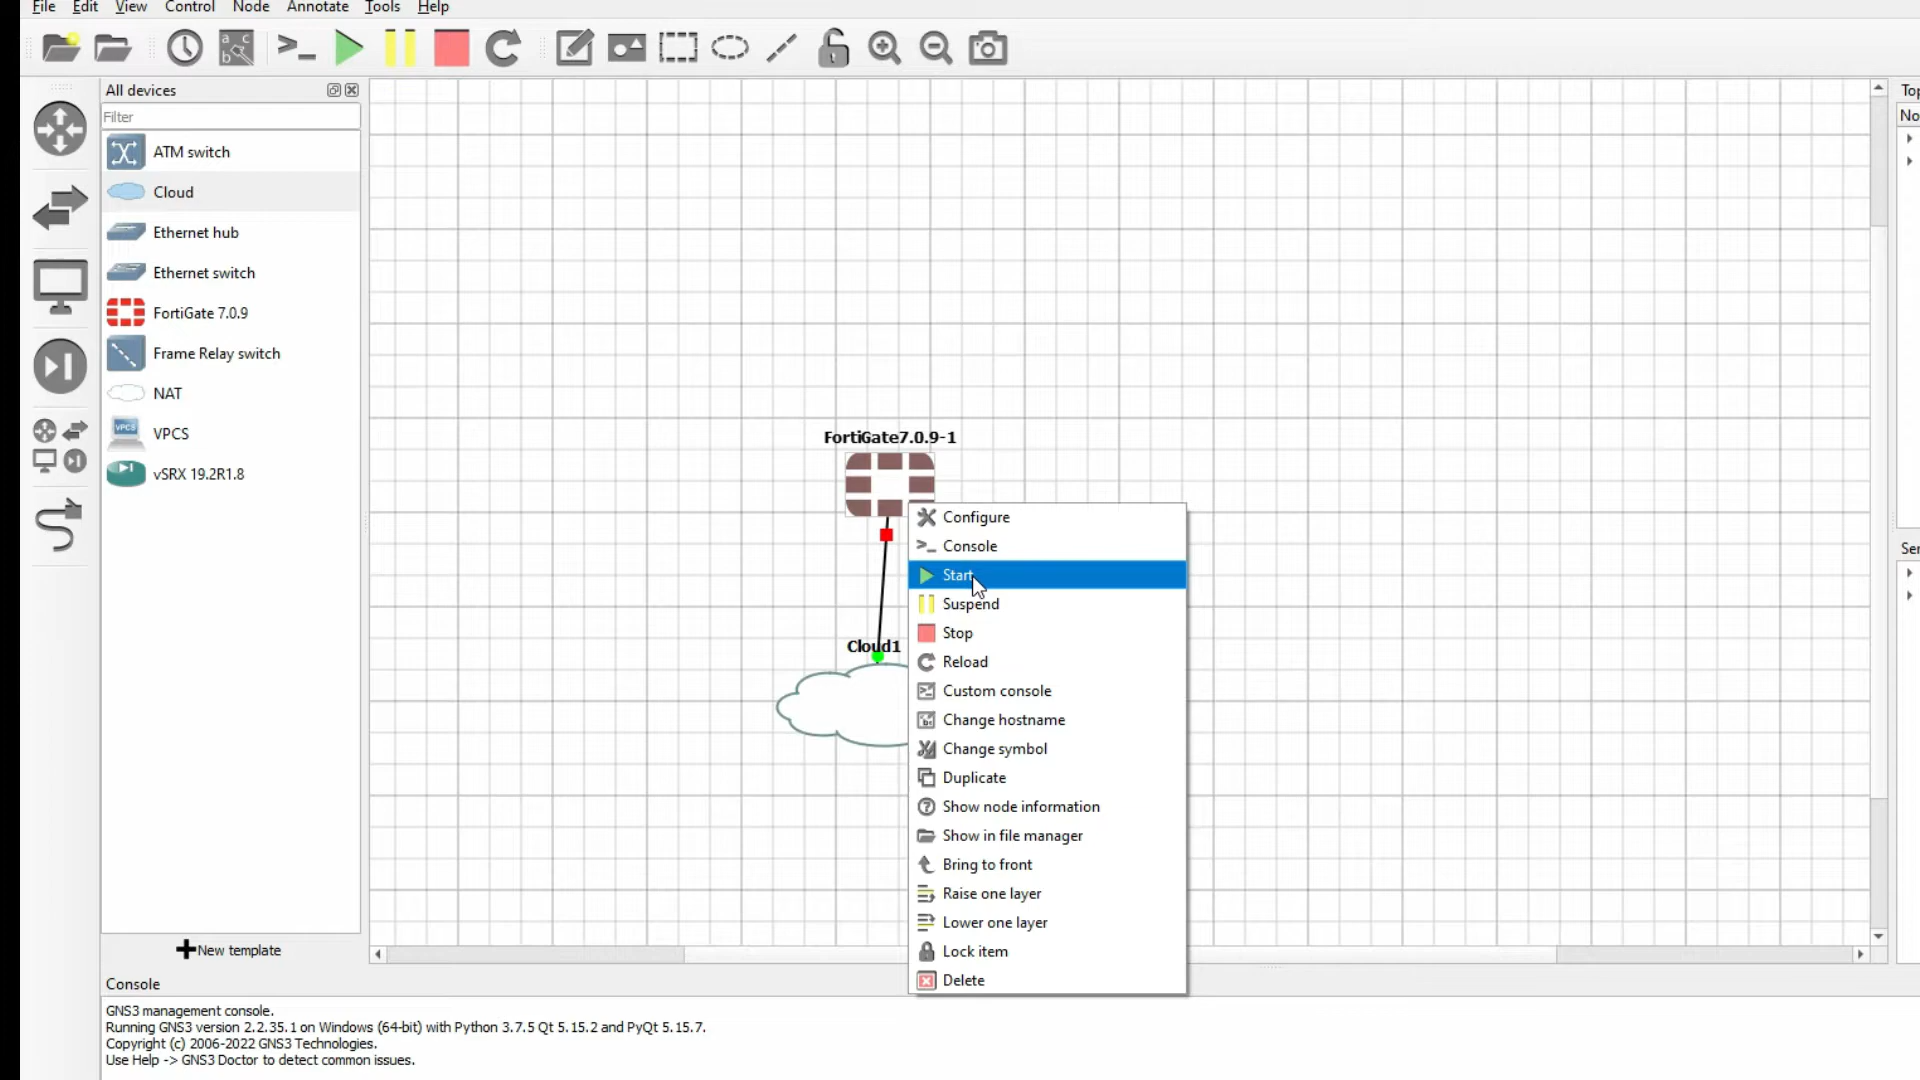 File Edit View Control Node Annotate Tools Help
All devices
Filter
ATM switch
Cloud
Ethernet hub
Ethernet switch
FortiGate 7.0.9
Frame Relay switch
NAT
VPCS
VPCS
vSRX 19.2R1.8
New template
FortiGate7.0.9-1
Cloud1
Configure
Console
Start
Suspend
Stop
Reload
Custom console
Change hostname
Change symbol
Duplicate
Show node information
Show in file manager
Bring to front
Raise one layer
Lower one layer
Lock item
Delete
Top
No
Ser
Console
GNS3 management console.
Running GNS3 version 2.2.35.1 on Windows (64-bit) with Python 3.7.5 Qt 5.15.2 and PyQt 5.15.7.
Copyright (c) 2006-2022 GNS3 Technologies.
Use Help -> GNS3 Doctor to detect common issues.